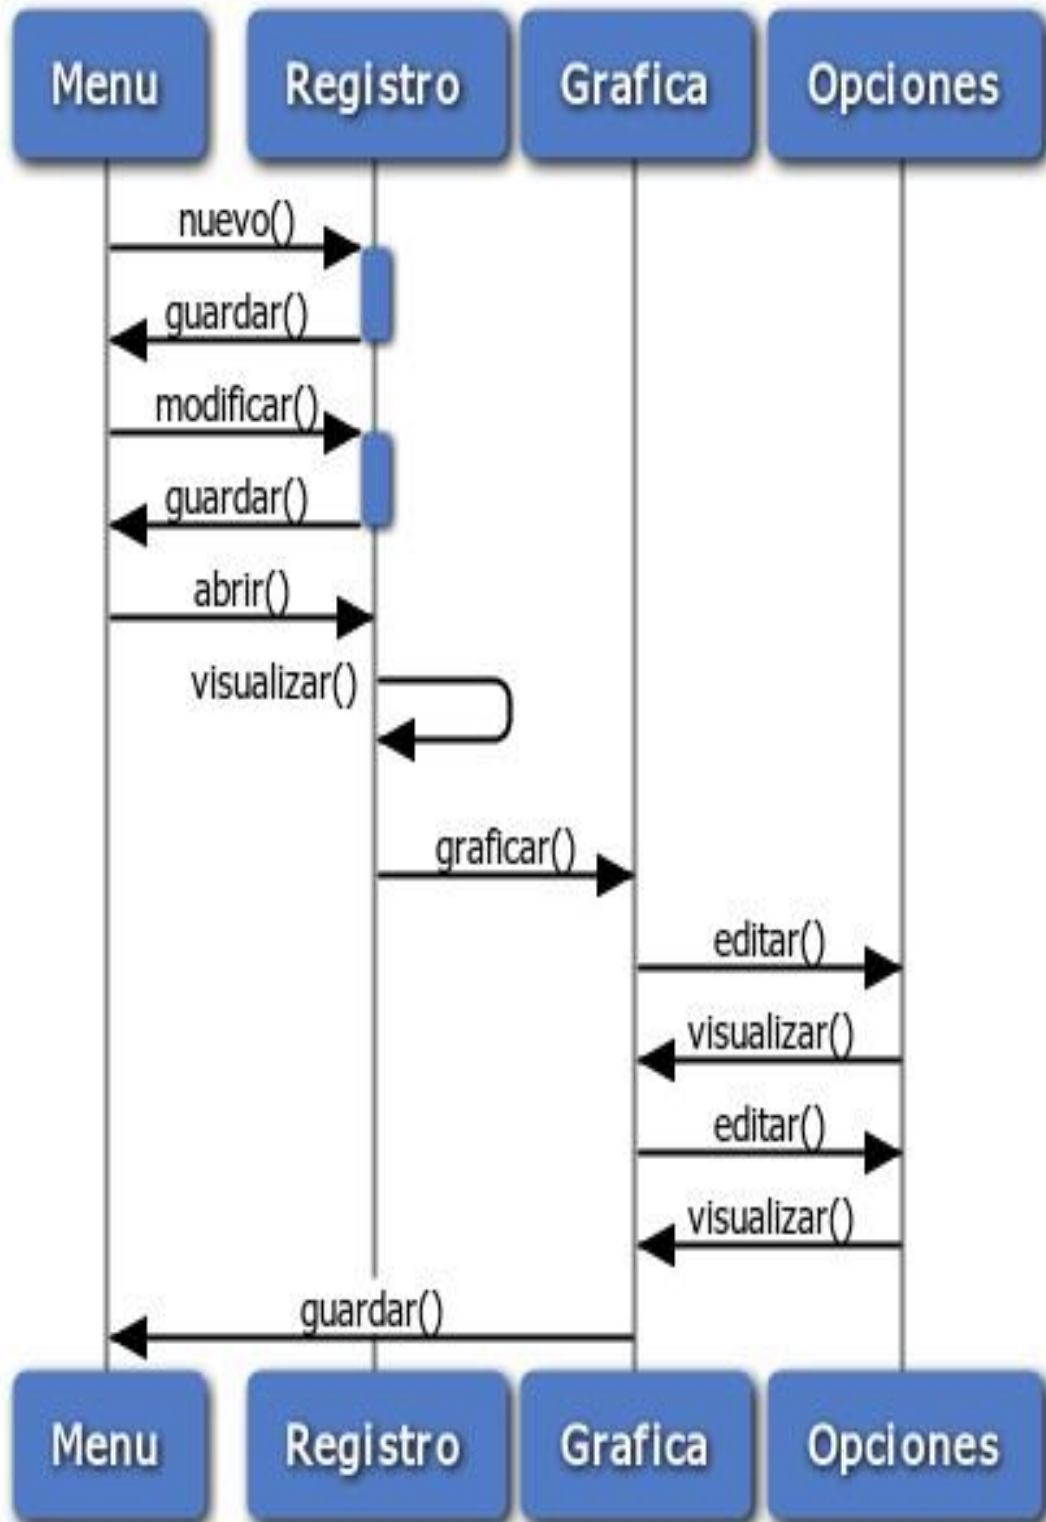 Menu Registro Grafica Opciones
nuevo()
guardar()
modificar()
guardar()
abrir()
visualizar()
graficar()
editar()
visualizar()
editar()
visualizar()
guardar()
Menu Registro Grafica Opciones